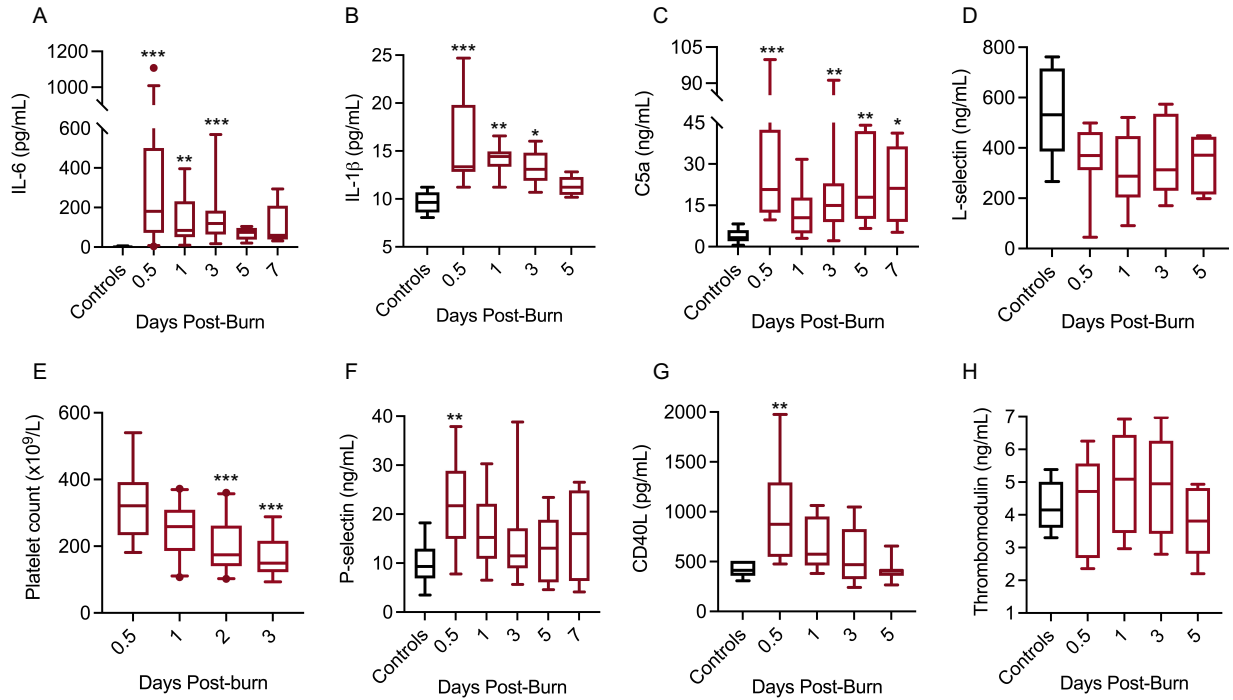 A
IL-6 (pg/mL)
1200
1000
600
400
200
0
***
**
***
Controls
0.5
1
3
5
7
Days Post-Burn
B
IL-1β (pg/mL)
25
20
15
10
5
***
**
*
Controls
0.5
1
3
5
Days Post-Burn
C
C5a (ng/mL)
105
90
45
30
15
0
***
**
**
*
Controls
0.5
1
3
5
7
Days Post-Burn
D
L-selectin (ng/mL)
800
600
400
200
0
Controls
0.5
1
3
5
Days Post-Burn
E
Platelet count (x10⁹/L)
600
400
200
0
***
***
0.5
1
2
3
Days Post-burn
F
P-selectin (ng/mL)
40
30
20
10
0
**
Controls
0.5
1
3
5
7
Days Post-Burn
G
CD40L (pg/mL)
2000
1500
1000
500
0
**
Controls
0.5
1
3
5
Days Post-Burn
H
Thrombomodulin (ng/mL)
7
6
5
4
3
2
1
Controls
0.5
1
3
5
Days Post-Burn